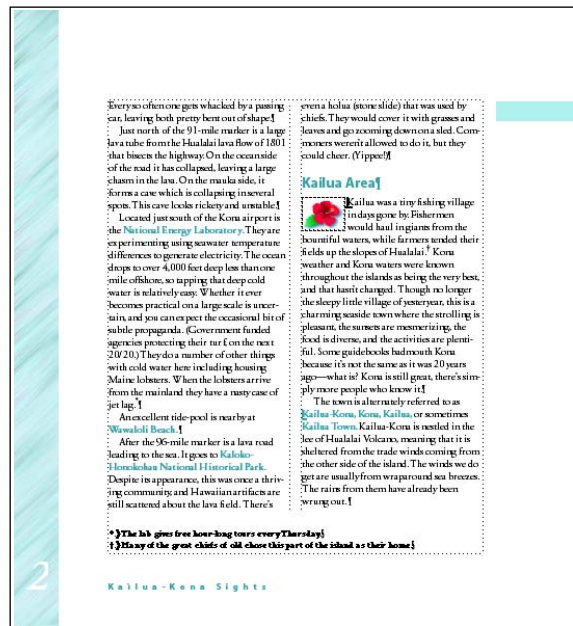 Every so often one gets whacked by a passing
car, leaving both pretty bent out of shape.¶
Just north of the 91-mile marker is a large
lava tube from the Hualalai lava flow of 1801
that bisects the highway. On the ocean side
of the road it has collapsed, leaving a large
chasm in the lava. On the mauka side, it
forms a cave which is collapsing in several
spots. This cave looks rickety and unstable.¶
Located just south of the Kona airport is
the National Energy Laboratory. They are
experimenting using seawater temperature
differences to generate electricity. The ocean
drops to over 4,000 feet deep less than one
mile offshore, so tapping that deep cold
water is relatively easy. Whether it ever
becomes practical on a large scale is uncer-
tain, and you can expect the occasional bit of
subtle propaganda. (Government funded
agencies protecting their turf, on the next
20/20.) They do a number of other things
with cold water here including housing
Maine lobsters. When the lobsters arrive
from the mainland they have a nasty case of
jet lag.*¶
An excellent tide-pool is nearby at
Wawaloli Beach.¶
After the 96-mile marker is a lava road
leading to the sea. It goes to Kaloko-
Honokohau National Historical Park.
Despite its appearance, this was once a thriv-
ing community, and Hawaiian artifacts are
still scattered about the lava field. There's
even a holua (stone slide) that was used by
chiefs. They would cover it with grasses and
leaves and go zooming down on a sled. Com-
moners weren't allowed to do it, but they
could cheer. (Yippee!)¶
Kailua Area¶
Kailua was a tiny fishing village
in days gone by. Fishermen
would haul in giants from the
bountiful waters, while farmers tended their
fields up the slopes of Hualalai.† Kona
weather and Kona waters were known
throughout the islands as being the very best,
and that hasn't changed. Though no longer
the sleepy little village of yesteryear, this is a
charming seaside town where the strolling is
pleasant, the sunsets are mesmerizing, the
food is diverse, and the activities are plenti-
ful. Some guidebooks badmouth Kona
because it's not the same as it was 20 years
ago—what is? Kona is still great, there's sim-
ply more people who know it.¶
The town is alternately referred to as
Kailua-Kona, Kona, Kailua, or sometimes
Kailua Town. Kailua-Kona is nestled in the
lee of Hualalai Volcano, meaning that it is
sheltered from the trade winds coming from
the other side of the island. The winds we do
get are usually from wraparound sea breezes.
The rains from them have already been
wrung out.¶
*.) The lab gives free hour-long tours every Thursday.
†.) Many of the great chiefs of old chose this part of the island as their home.
2
Kailua-Kona Sights